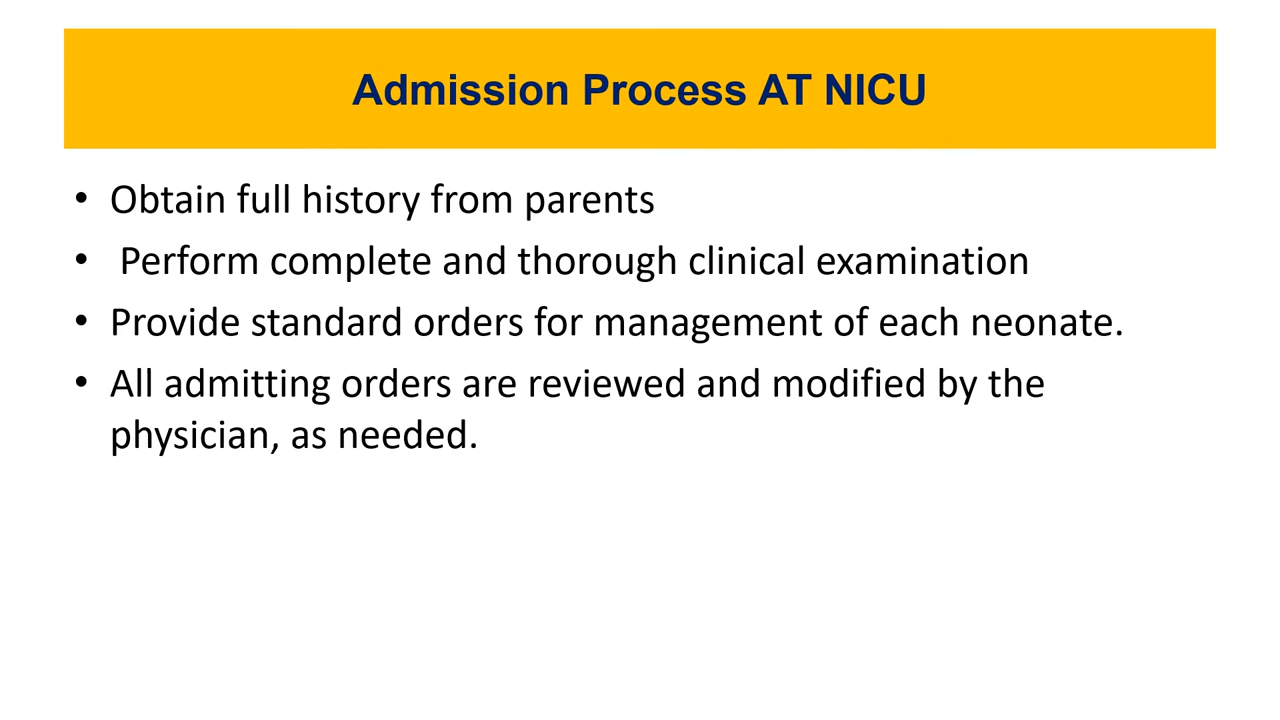 Admission Process AT NICU
• Obtain full history from parents
• Perform complete and thorough clinical examination
• Provide standard orders for management of each neonate.
• All admitting orders are reviewed and modified by the
physician, as needed.